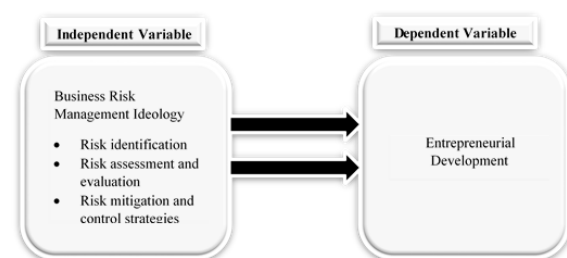 Independent Variable
Dependent Variable
Business Risk
Management Ideology
• Risk identification
• Risk assessment and
evaluation
• Risk mitigation and
control strategies
Entrepreneurial
Development